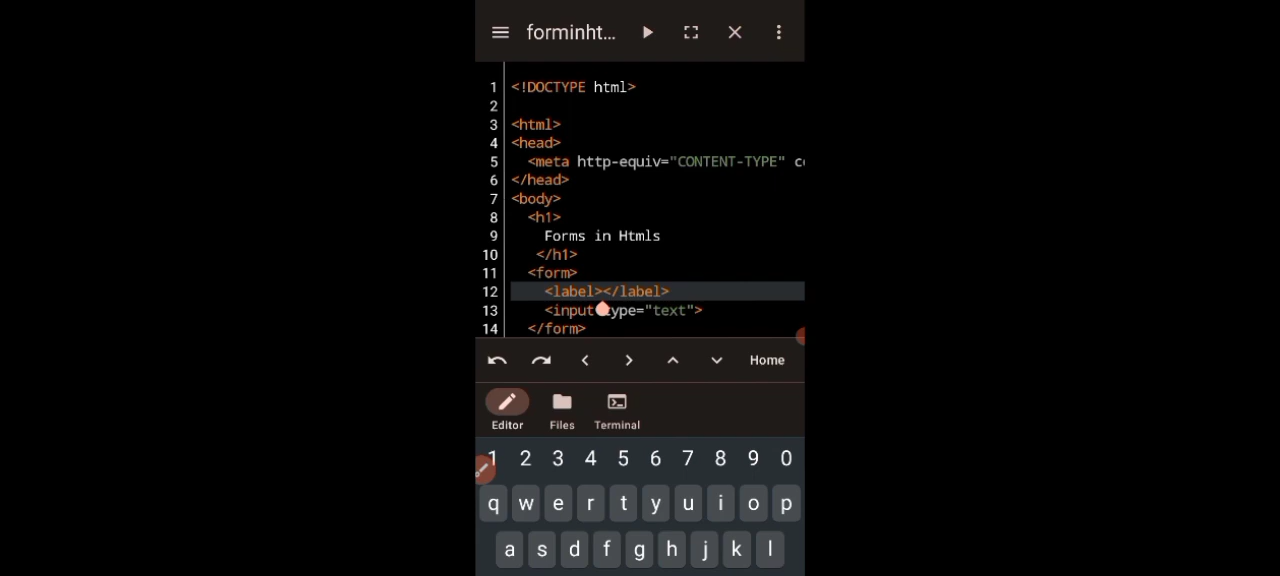 forminht...
1 <!DOCTYPE html>
2
3 <html>
4 <head>
5 <meta http-equiv="CONTENT-TYPE" c
6 </head>
7 <body>
8 <h1>
9 Forms in Htmls
10 </h1>
11 <form>
12 <label></label>
13 <input type="text">
14 </form>
Home
Editor Files Terminal
1 2 3 4 5 6 7 8 9 0
q w e r t y u i o p
a s d f g h j k l